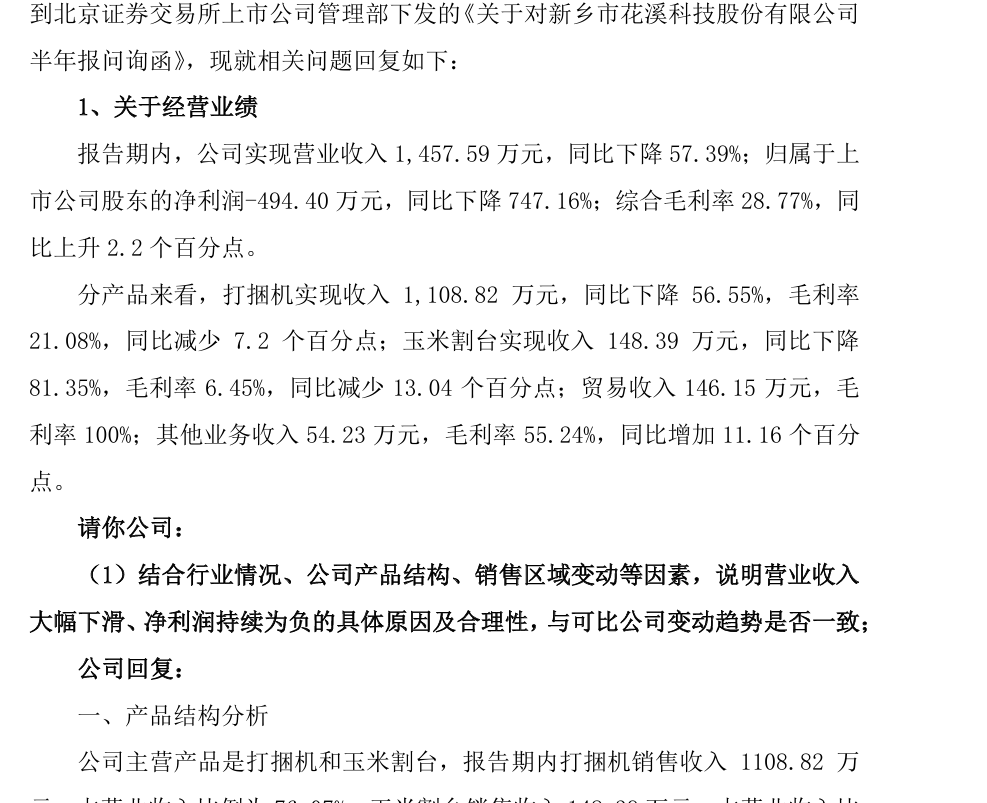 到北京证券交易所上市公司管理部下发的《关于对新乡市花溪科技股份有限公司
半年报问询函》，现就相关问题回复如下：
1、关于经营业绩
报告期内，公司实现营业收入 1,457.59 万元，同比下降 57.39%；归属于上
市公司股东的净利润-494.40 万元，同比下降 747.16%；综合毛利率 28.77%，同
比上升 2.2 个百分点。
分产品来看，打捆机实现收入 1,108.82 万元，同比下降 56.55%，毛利率
21.08%，同比减少 7.2 个百分点；玉米割台实现收入 148.39 万元，同比下降
81.35%，毛利率 6.45%，同比减少 13.04 个百分点；贸易收入 146.15 万元，毛
利率 100%；其他业务收入 54.23 万元，毛利率 55.24%，同比增加 11.16 个百分
点。
请你公司：
（1）结合行业情况、公司产品结构、销售区域变动等因素，说明营业收入
大幅下滑、净利润持续为负的具体原因及合理性，与可比公司变动趋势是否一致；
公司回复：
一、产品结构分析
公司主营产品是打捆机和玉米割台，报告期内打捆机销售收入 1108.82 万